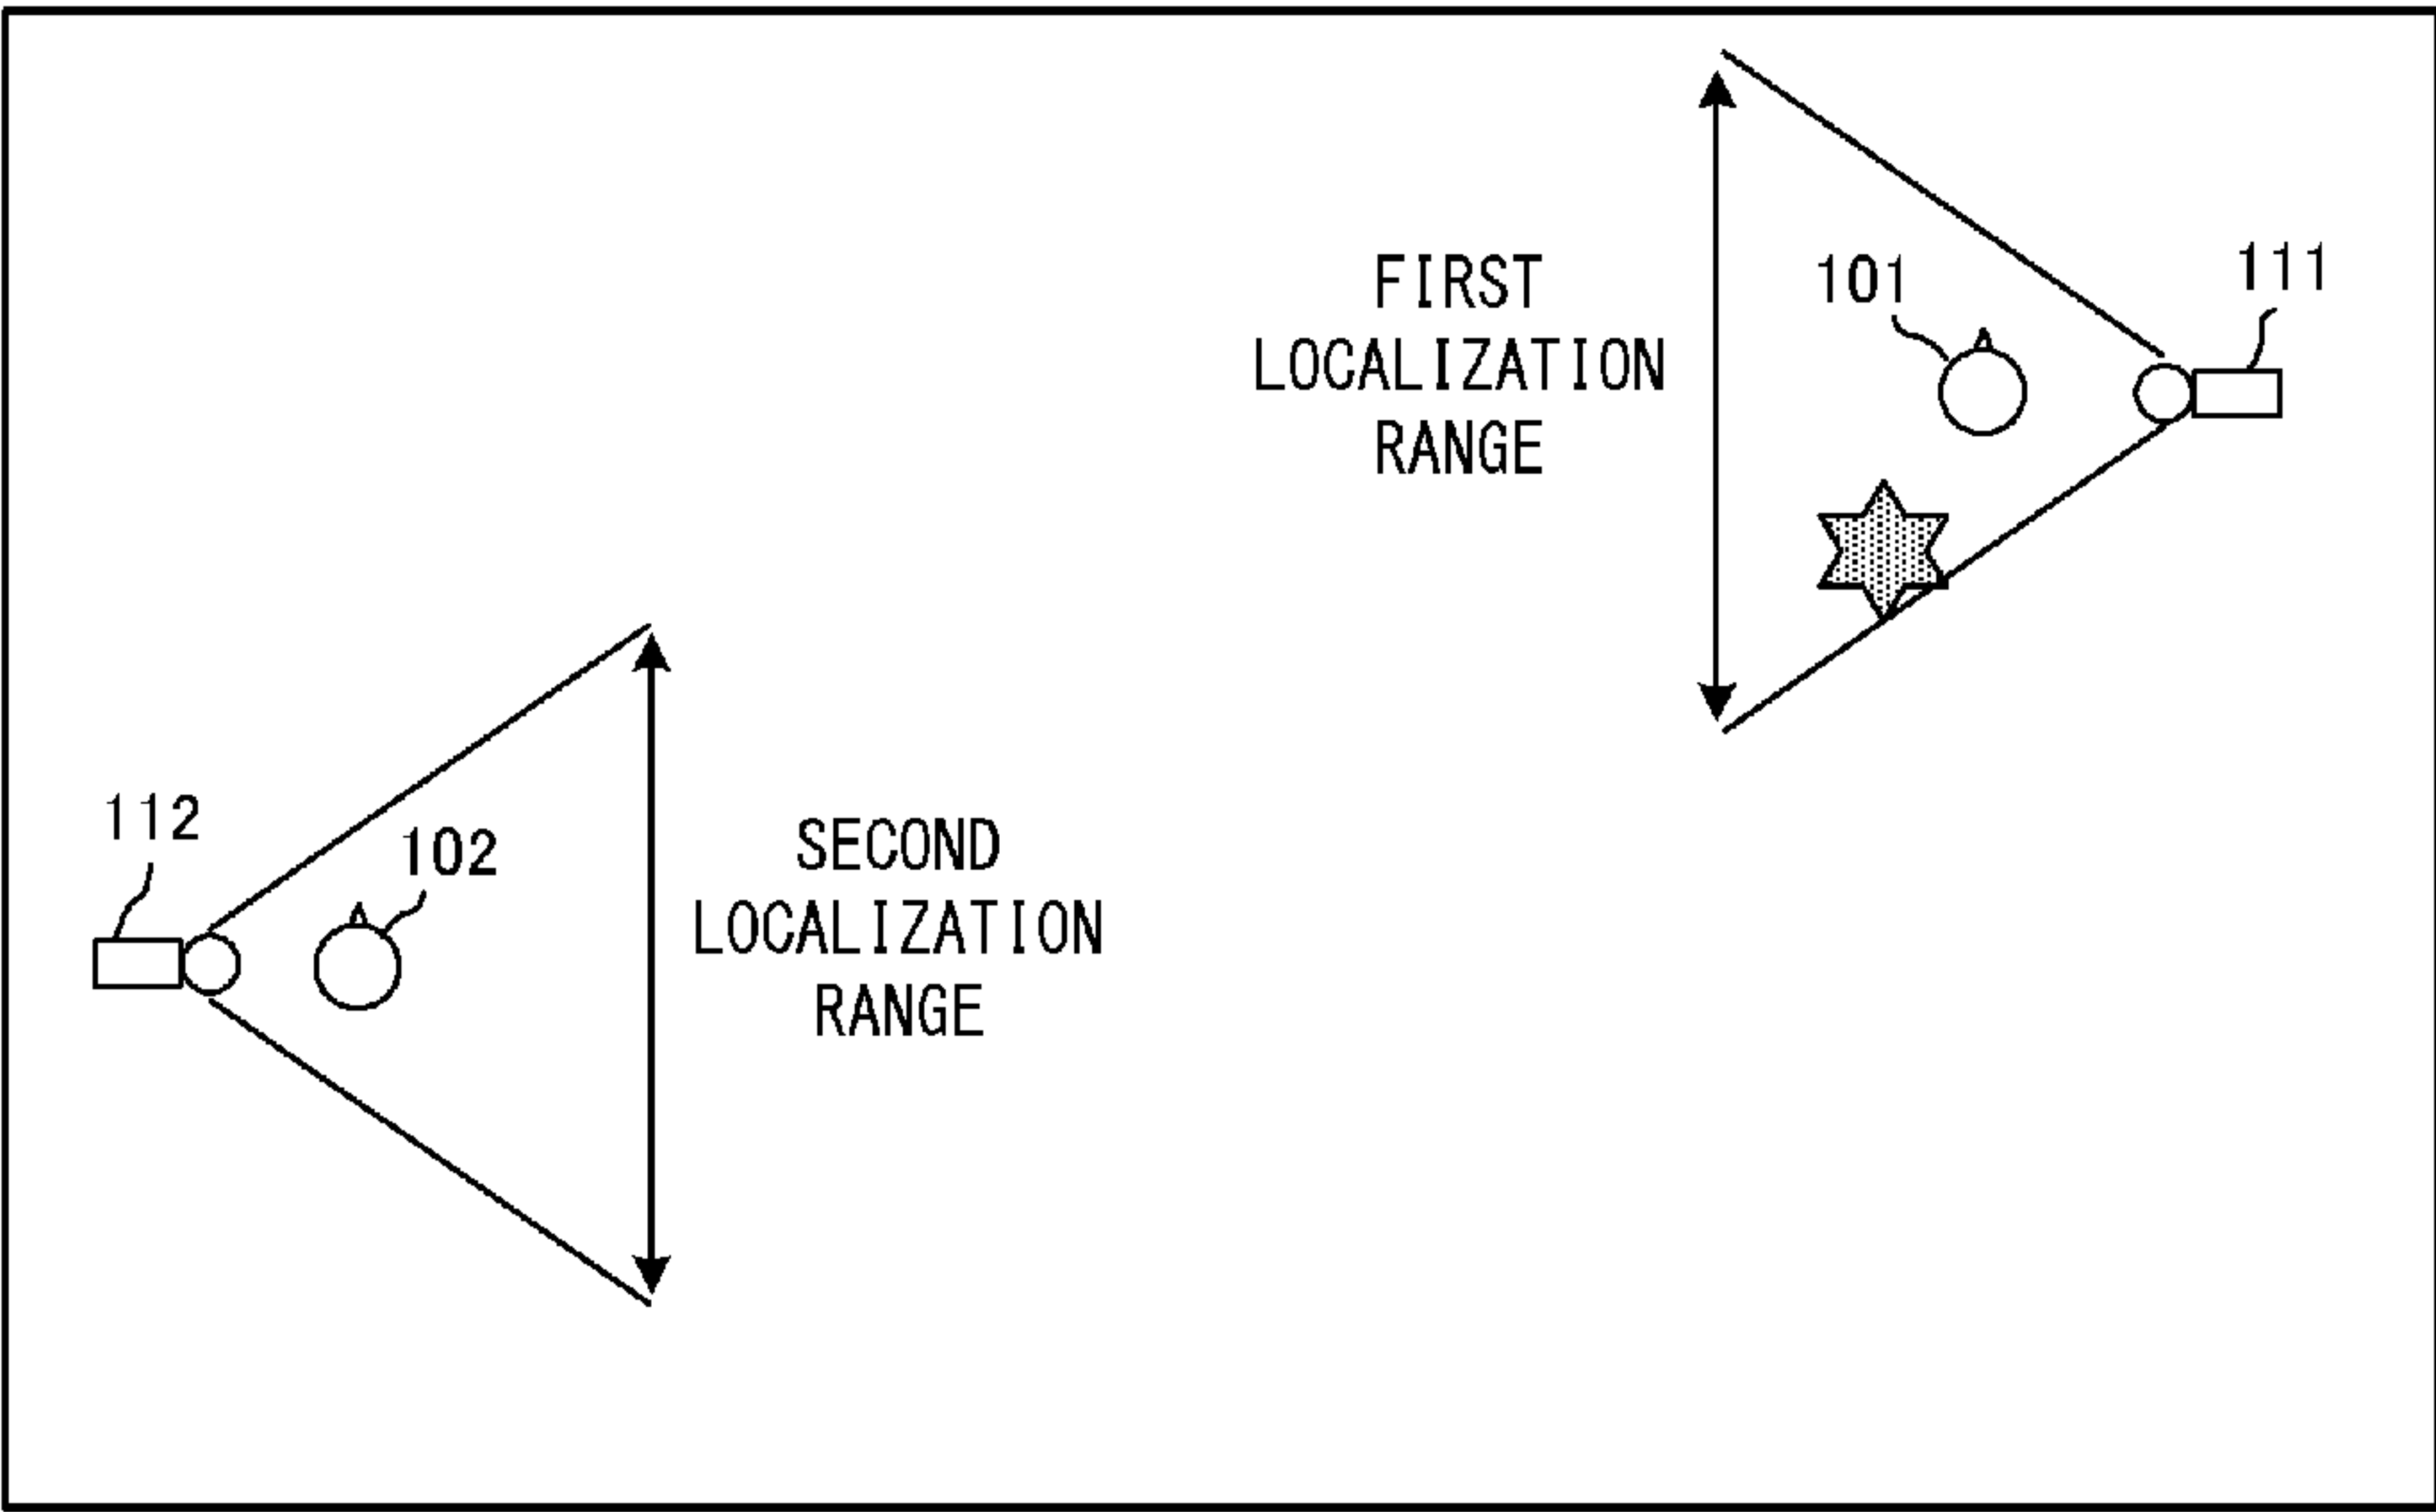 111
101
FIRST
LOCALIZATION
RANGE
112
102
SECOND
LOCALIZATION
RANGE